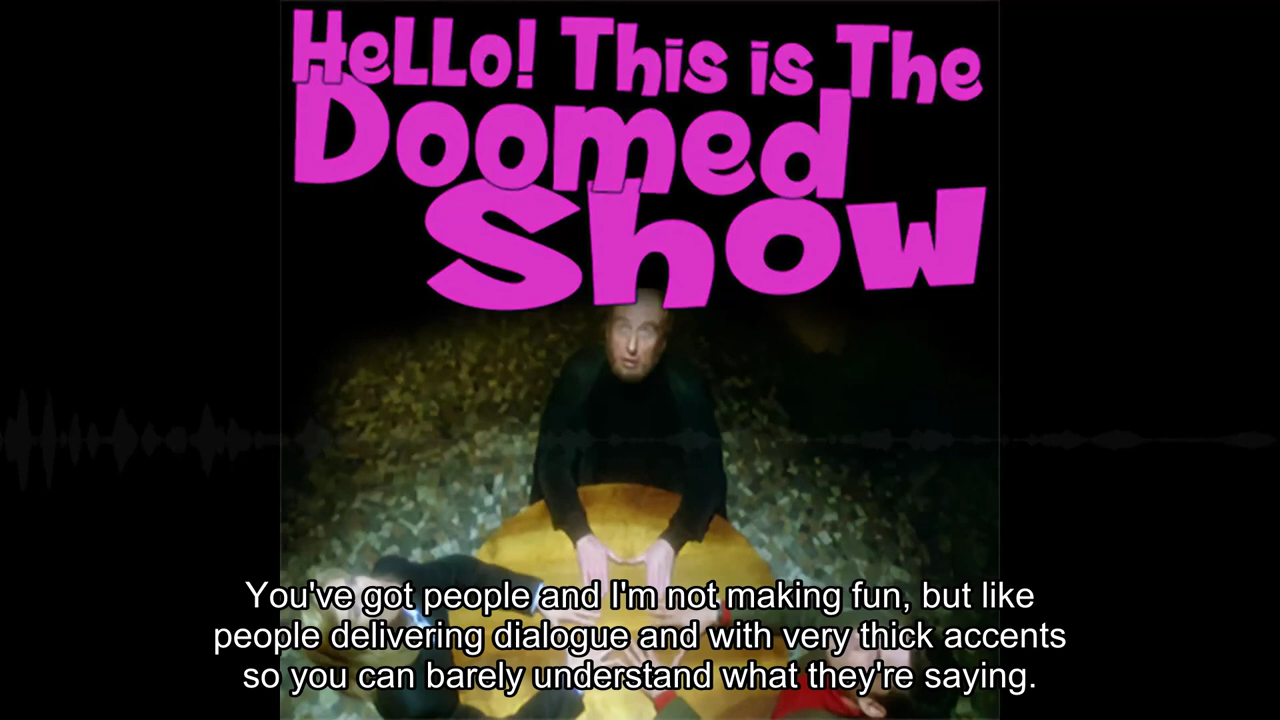 HeLLo! This is The
Doomed
Show
You've got people and I'm not making fun, but like
people delivering dialogue and with very thick accents
so you can barely understand what they're saying.